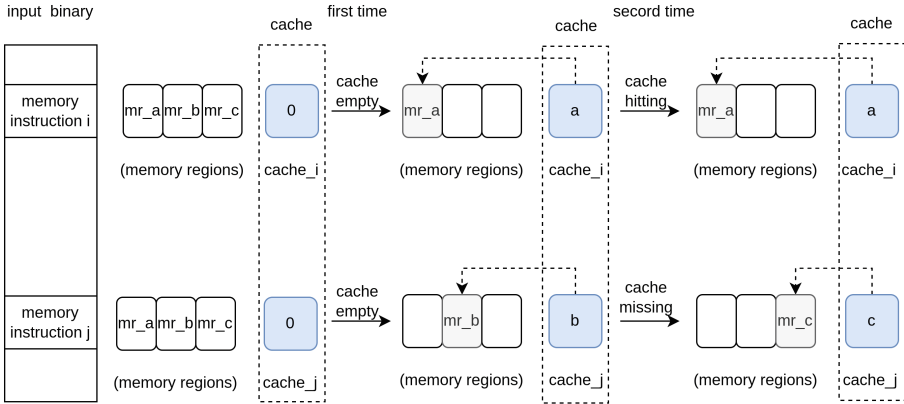 input binary
first time
secord time
cache
cache
cache
memory
instruction i
mr_a mr_b mr_c
0
cache
empty
mr_a
a
cache
hitting
mr_a
a
(memory regions)
cache_i
(memory regions)
cache_i
(memory regions)
cache_i
memory
instruction j
mr_a mr_b mr_c
0
cache
empty
mr_b
b
cache
missing
mr_c
c
(memory regions)
cache_j
(memory regions)
cache_j
(memory regions)
cache_j